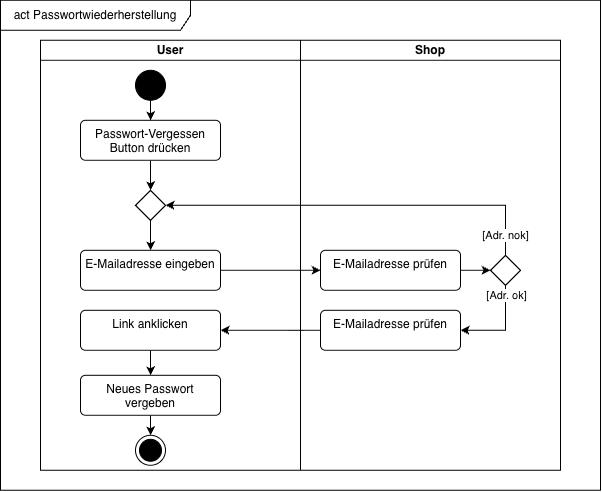 act Passwortwiederherstellung
User
Shop
Passwort-Vergessen
Button drücken
[Adr. nok]
E-Mailadresse eingeben
E-Mailadresse prüfen
[Adr. ok]
Link anklicken
E-Mailadresse prüfen
Neues Passwort
vergeben